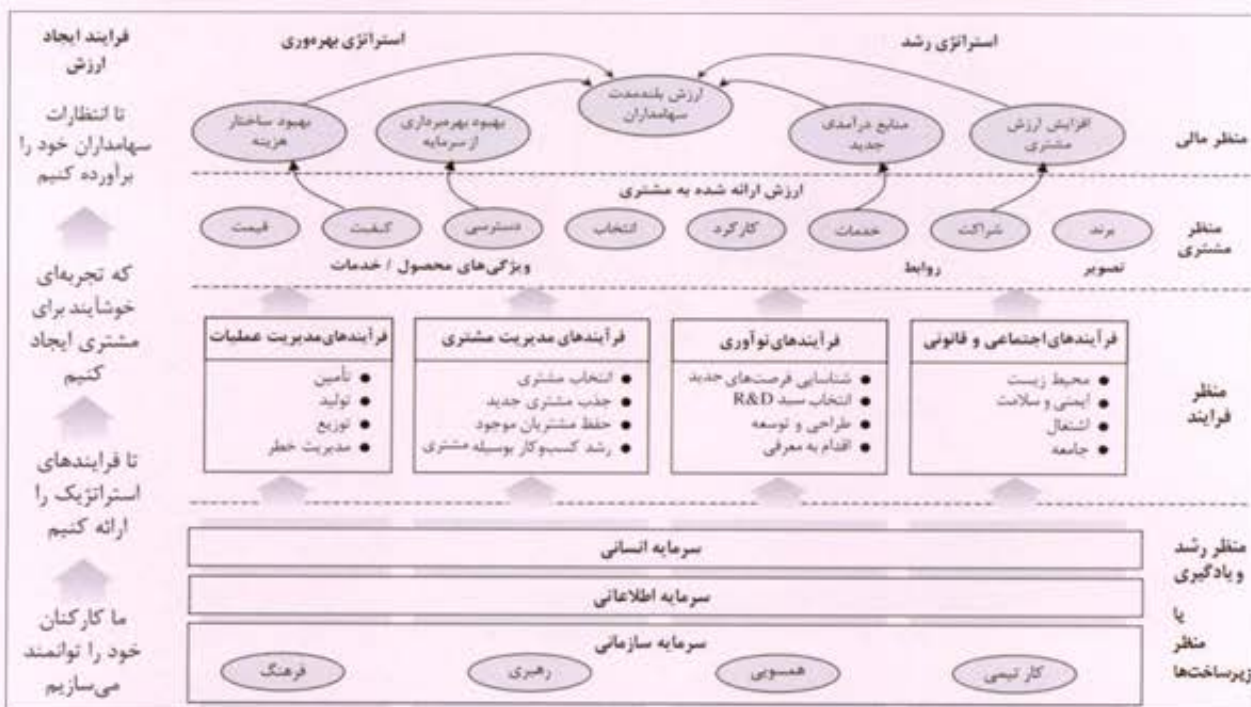 فرایند ایجاد
ارزش
تا انتظارات
سهامداران خود را
برآورده کنیم
که تجربه‌ای
خوشآیند برای
مشتری ایجاد
کنیم
تا فرایندهای
استراتژیک را
ارائه کنیم
ما کارکنان
خود را توانمند
می‌سازیم
استراتژی رشد
استراتژی بهره‌وری
منظر مالی
ارزش بلندمدت
سهامداران
افزایش ارزش
مشتری
منابع درآمدی
جدید
بهبود بهره‌برداری
از سرمایه
بهبود ساختار
هزینه
ارزش ارائه شده به مشتری
منظر
مشتری
برند
شراکت
خدمات
کارکرد
انتخاب
دسترسی
کیفیت
قیمت
تصویر
روابط
ویژگی‌های محصول / خدمات
منظر
فرایند
فرآیندهای اجتماعی و قانونی
محیط زیست
ایمنی و سلامت
اشتغال
جامعه
فرآیندهای نوآوری
شناسایی فرصت‌های جدید
انتخاب سبد R&D
طراحی و توسعه
اقدام به معرفی
فرآیندهای مدیریت مشتری
انتخاب مشتری
جذب مشتری جدید
حفظ مشتریان موجود
رشد کسب‌وکار بوسیله مشتری
فرآیندهای مدیریت عملیات
تأمین
تولید
توزیع
مدیریت خطر
منظر رشد
و یادگیری
یا
منظر
زیرساخت‌ها
سرمایه انسانی
سرمایه اطلاعاتی
سرمایه سازمانی
کار تیمی
همسویی
رهبری
فرهنگ